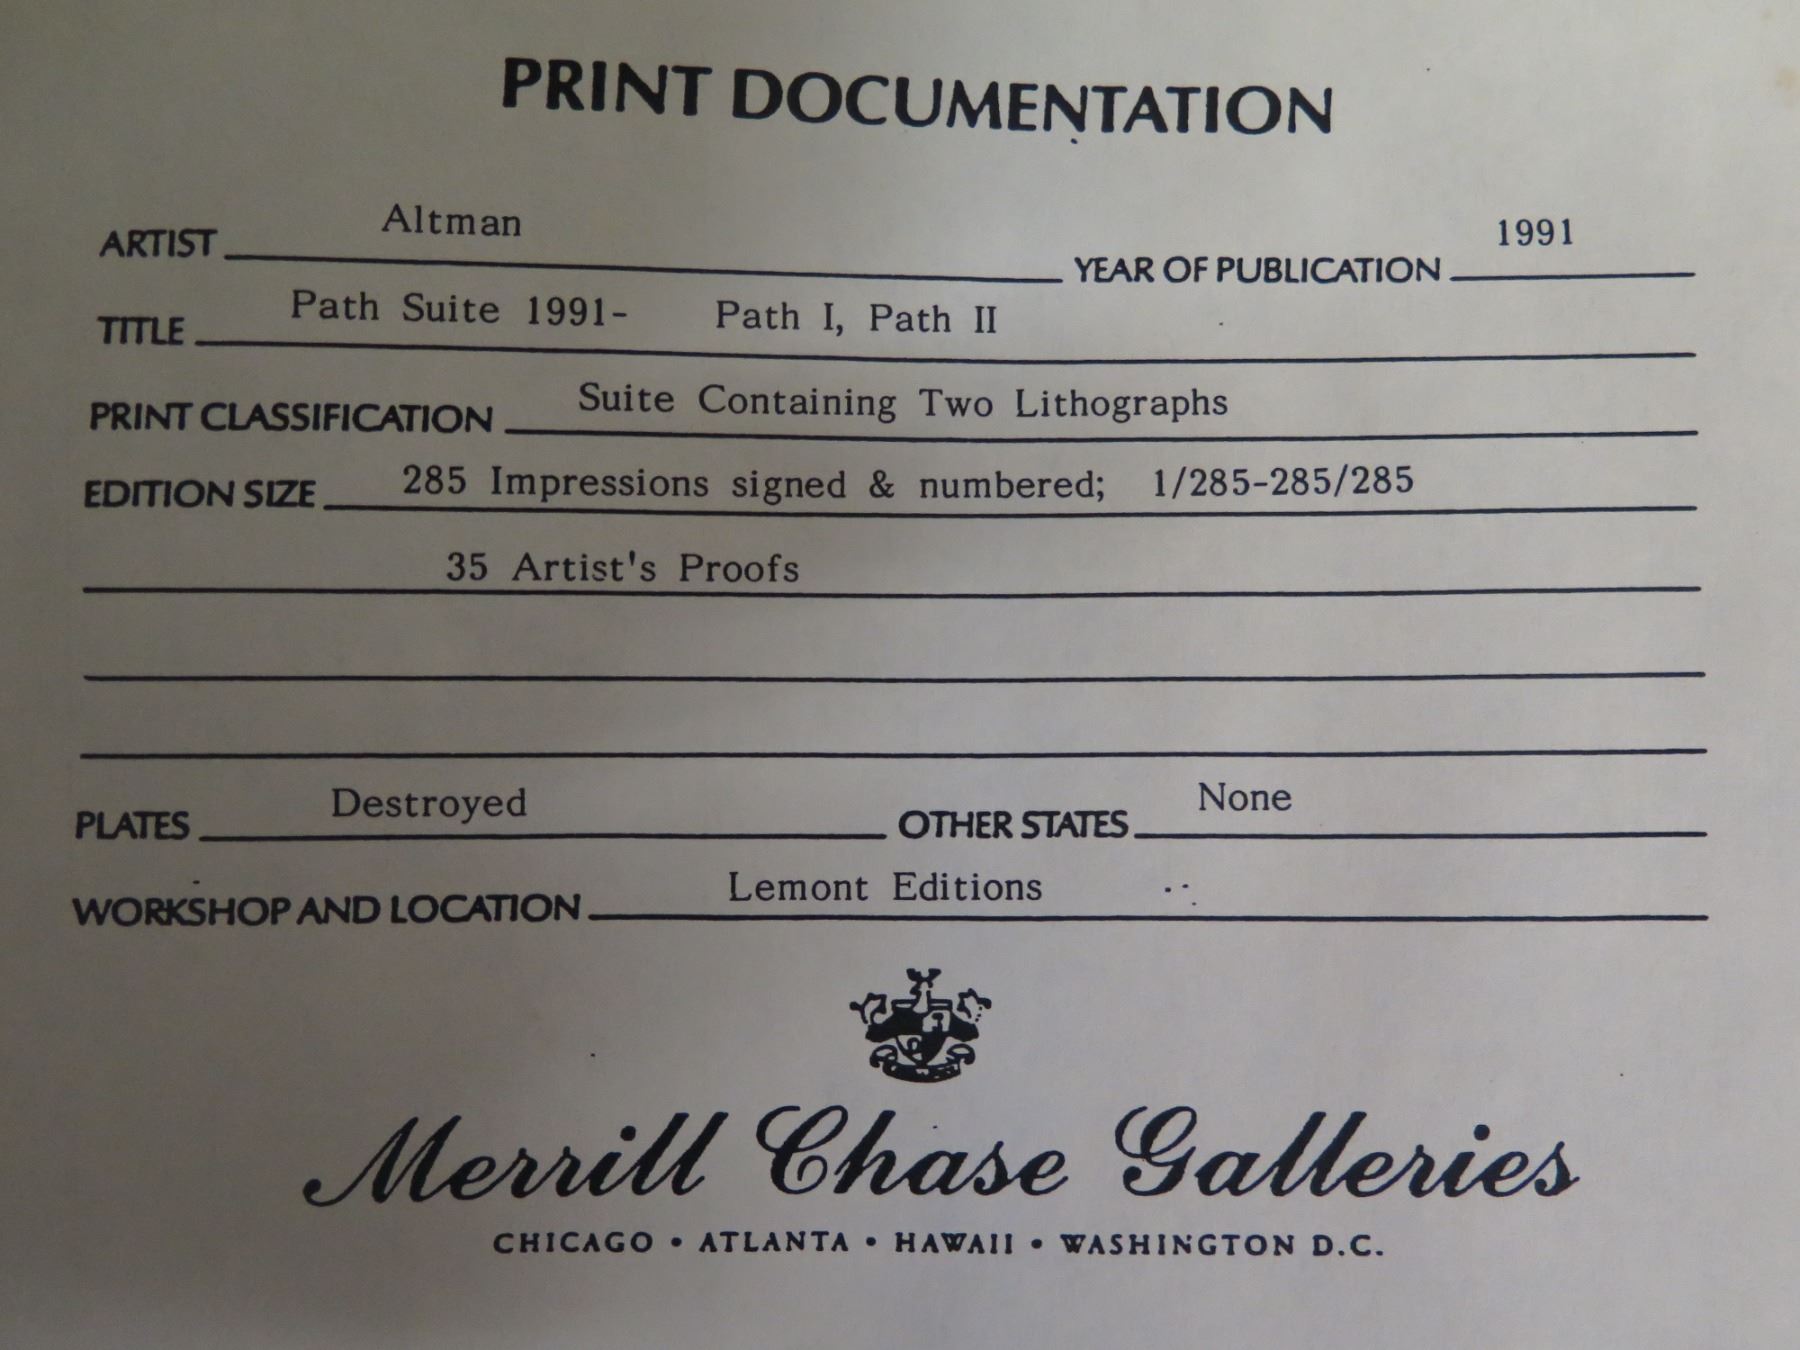 PRINT DOCUMENTATION
ARTIST Altman YEAR OF PUBLICATION 1991
TITLE Path Suite 1991- Path I, Path II
PRINT CLASSIFICATION Suite Containing Two Lithographs
EDITION SIZE 285 Impressions signed & numbered; 1/285-285/285
35 Artist's Proofs
PLATES Destroyed OTHER STATES None
WORKSHOP AND LOCATION Lemont Editions
Merrill Chase Galleries
CHICAGO • ATLANTA • HAWAII • WASHINGTON D.C.